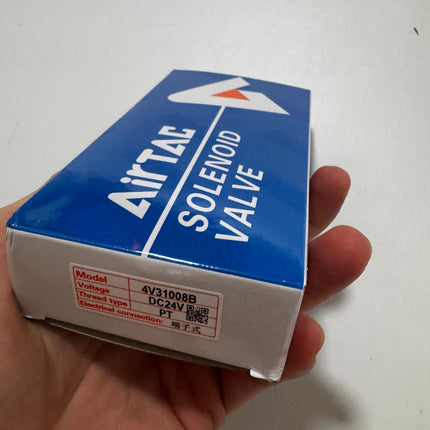 AirTAC
SOLENOID
VALVE
Model 4V31008B
Voltage DC24V
Thread type PT
Electrical connection: 端子式